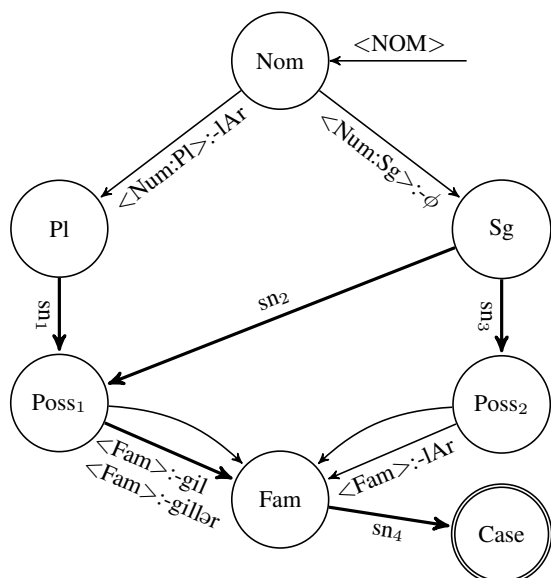 <NOM>
Nom
<Num:Pl>:-lAr
<Num:Sg>:-ϕ
Pl
Sg
sn₁
sn₂
sn₃
Poss₁
Poss₂
<Fam>:-gil
<Fam>:-gillər
<Fam>:-lAr
Fam
sn₄
Case